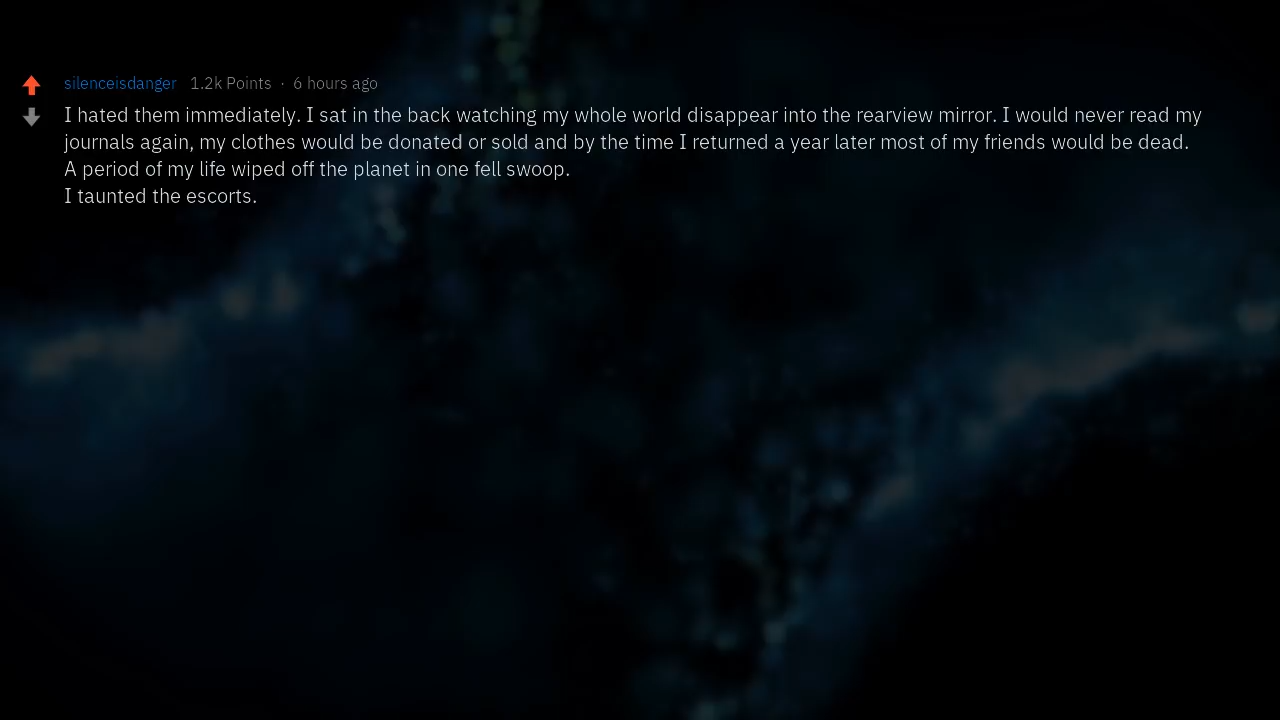 silenceisdanger 1.2k Points · 6 hours ago
I hated them immediately. I sat in the back watching my whole world disappear into the rearview mirror. I would never read my
journals again, my clothes would be donated or sold and by the time I returned a year later most of my friends would be dead.
A period of my life wiped off the planet in one fell swoop.
I taunted the escorts.